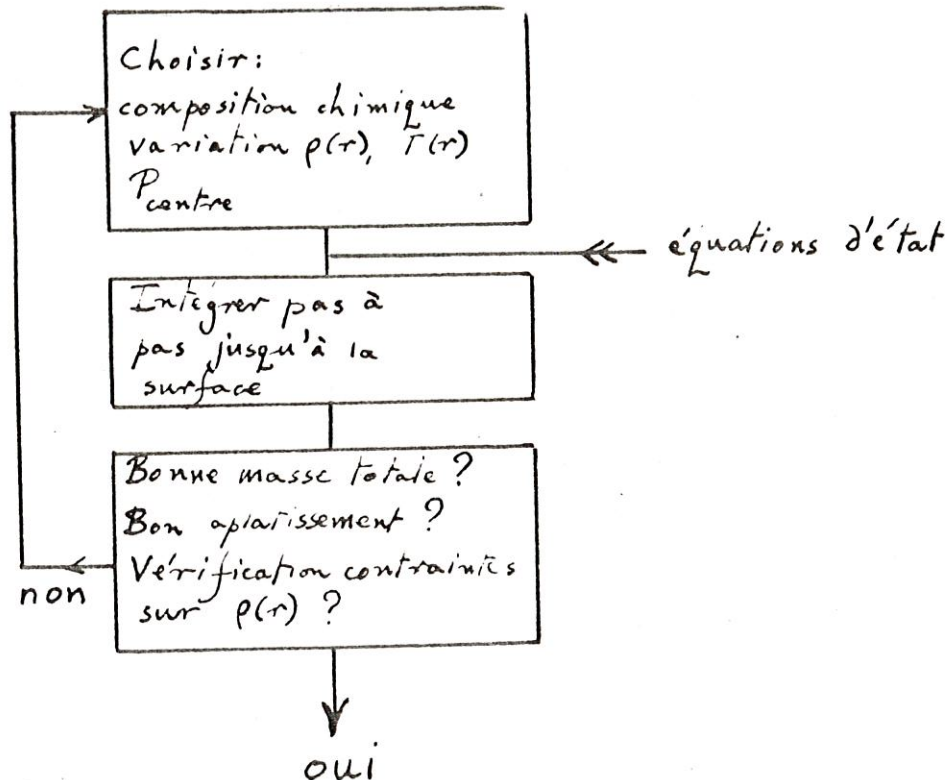 Choisir:
composition chimique
variation ρ(r), T(r)
P centre
équations d'état
Intégrer pas à
pas jusqu'à la
surface
Bonne masse totale ?
Bon aplatissement ?
Vérification contraintes
sur ρ(r) ?
non
oui